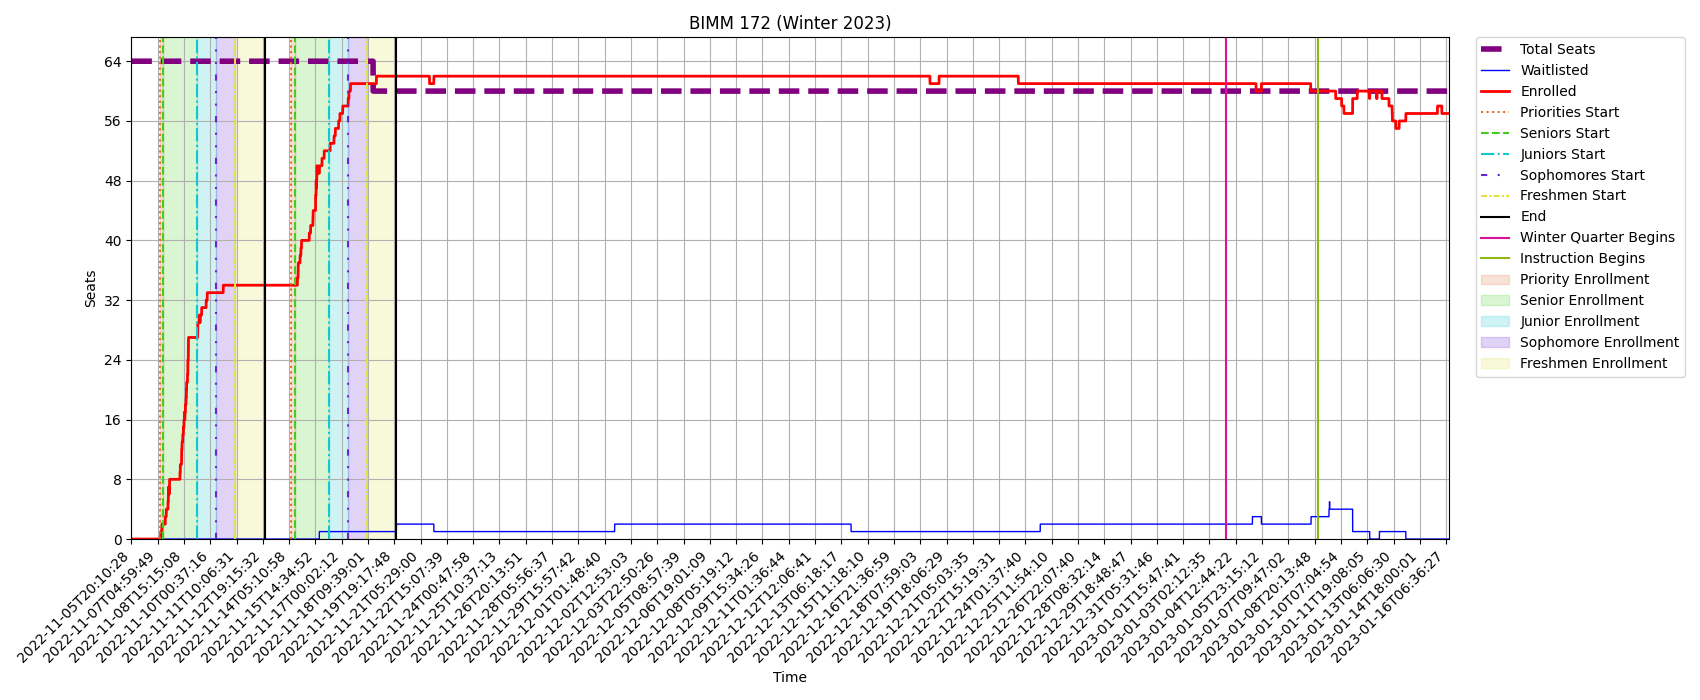 BIMM 172 (Winter 2023)
64
56
48
40
32
24
16
8
0
Seats
2022-11-05T20:10:28
2022-11-07T04:59:49
2022-11-08T15:15:08
2022-11-10T00:37:16
2022-11-11T10:06:31
2022-11-12T19:15:32
2022-11-14T05:10:58
2022-11-15T14:34:52
2022-11-17T00:02:12
2022-11-18T09:39:01
2022-11-19T19:17:48
2022-11-21T05:29:00
2022-11-22T15:07:39
2022-11-24T00:47:58
2022-11-25T10:37:13
2022-11-26T20:13:51
2022-11-28T05:56:37
2022-11-29T15:57:42
2022-12-01T01:48:40
2022-12-02T12:53:03
2022-12-03T22:50:26
2022-12-05T08:57:39
2022-12-06T19:01:09
2022-12-08T05:19:12
2022-12-09T15:34:26
2022-12-11T01:36:44
2022-12-12T12:06:41
2022-12-13T06:18:17
2022-12-15T11:18:10
2022-12-16T21:36:59
2022-12-18T07:59:03
2022-12-19T18:06:29
2022-12-21T05:03:35
2022-12-22T15:19:31
2022-12-24T01:37:40
2022-12-25T11:54:10
2022-12-26T22:07:40
2022-12-28T08:32:14
2022-12-29T18:48:47
2022-12-31T05:31:46
2023-01-01T15:47:41
2023-01-03T02:12:35
2023-01-04T12:44:22
2023-01-05T23:15:12
2023-01-07T09:47:02
2023-01-08T20:13:48
2023-01-10T07:04:54
2023-01-11T19:08:05
2023-01-13T06:06:30
2023-01-14T18:00:01
2023-01-16T06:36:27
Time
Total Seats
Waitlisted
Enrolled
Priorities Start
Seniors Start
Juniors Start
Sophomores Start
Freshmen Start
End
Winter Quarter Begins
Instruction Begins
Priority Enrollment
Senior Enrollment
Junior Enrollment
Sophomore Enrollment
Freshmen Enrollment